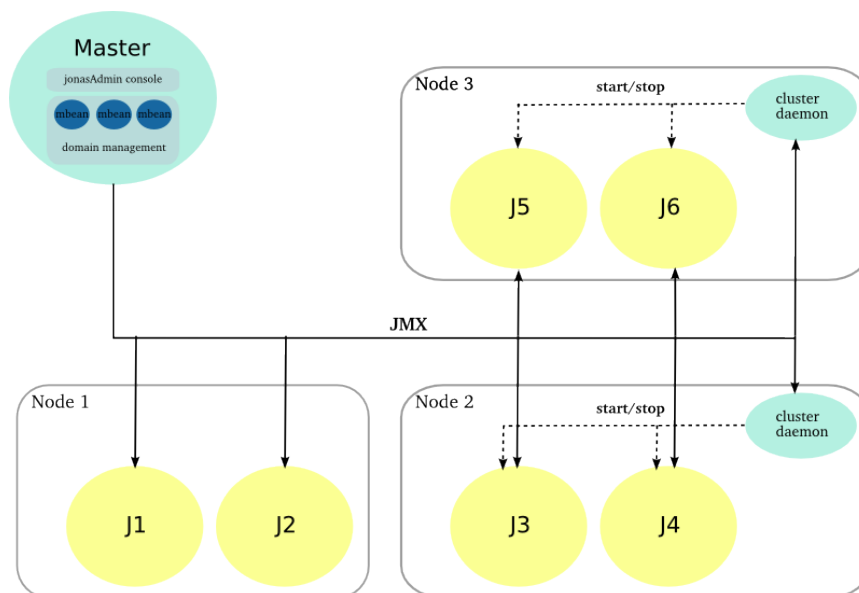 Master
jonasAdmin console
mbean mbean mbean
domain management
Node 3
start/stop
cluster
daemon
J5
J6
JMX
Node 1
J1
J2
Node 2
start/stop
cluster
daemon
J3
J4